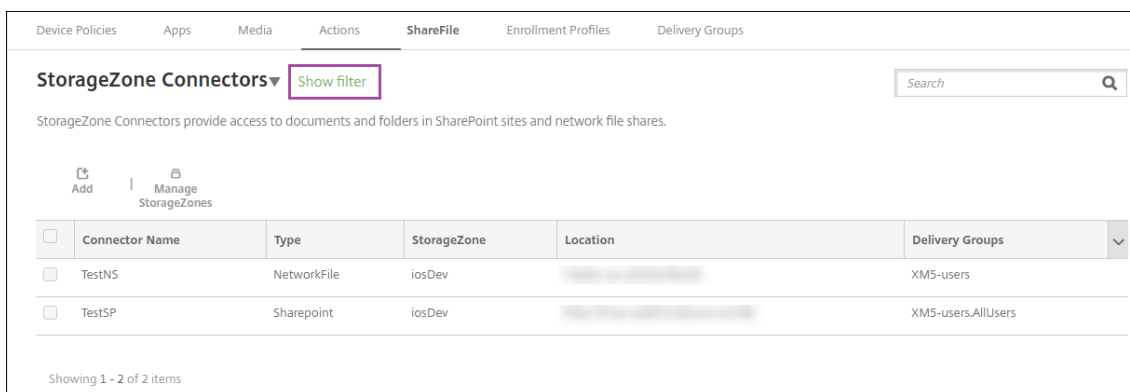 Device Policies Apps Media Actions ShareFile Enrollment Profiles Delivery Groups
StorageZone Connectors Show filter Search
StorageZone Connectors provide access to documents and folders in SharePoint sites and network file shares.
Add | Manage
StorageZones
Connector Name Type StorageZone Location Delivery Groups
TestNS NetworkFile iosDev XM5-users
TestSP Sharepoint iosDev XM5-users.AllUsers
Showing 1 - 2 of 2 items